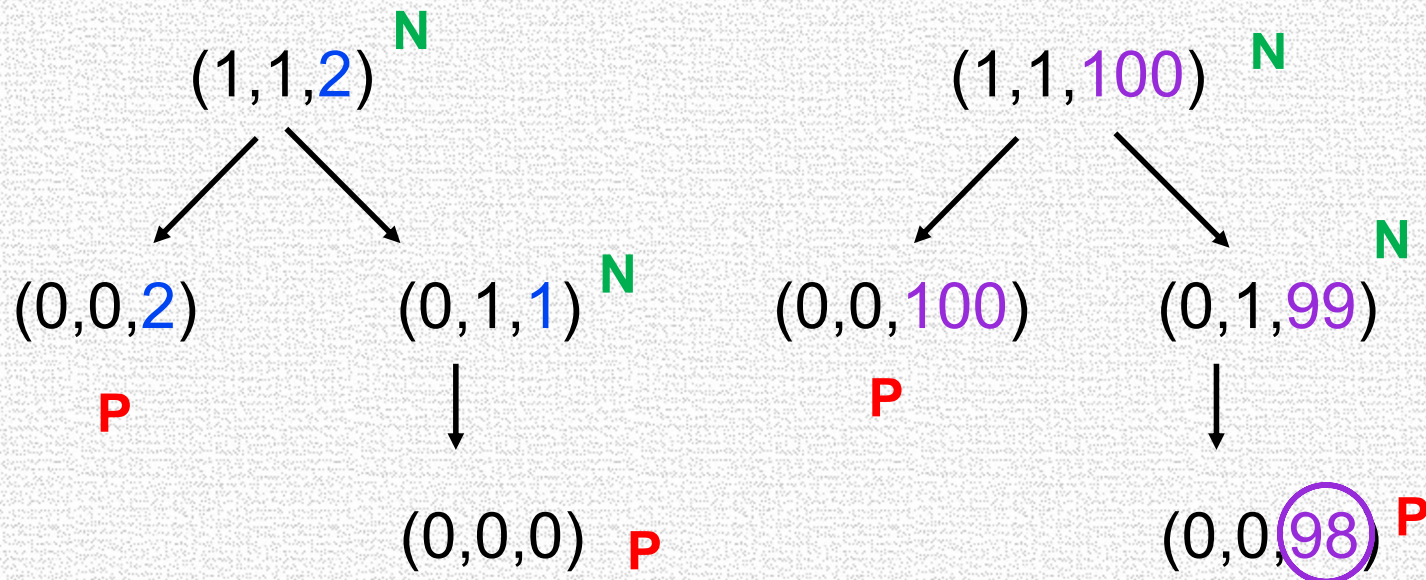 (1,1,2) N
(1,1,100) N
(0,0,2)
P
(0,1,1) N
(0,0,100)
P
(0,1,99) N
(0,0,0) P
(0,0,98) P